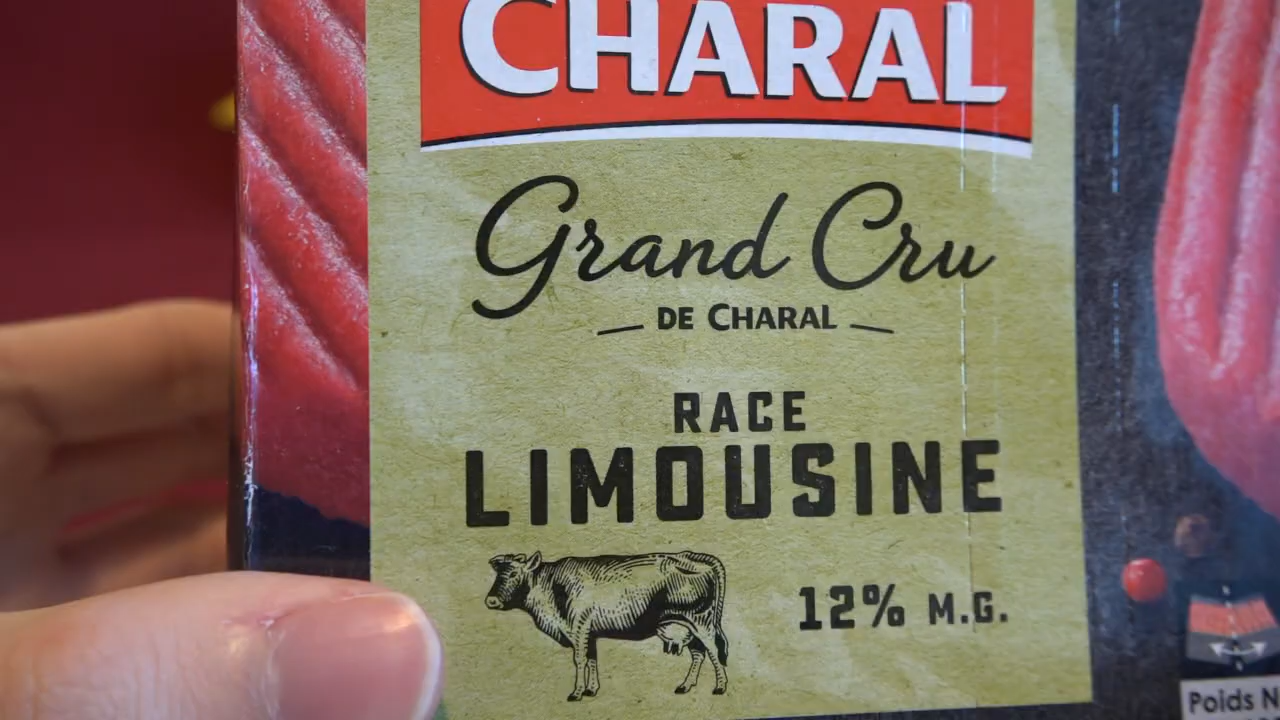 CHARAL
Grand Cru
DE CHARAL
RACE
LIMOUSINE
12% M.G.
Poids N